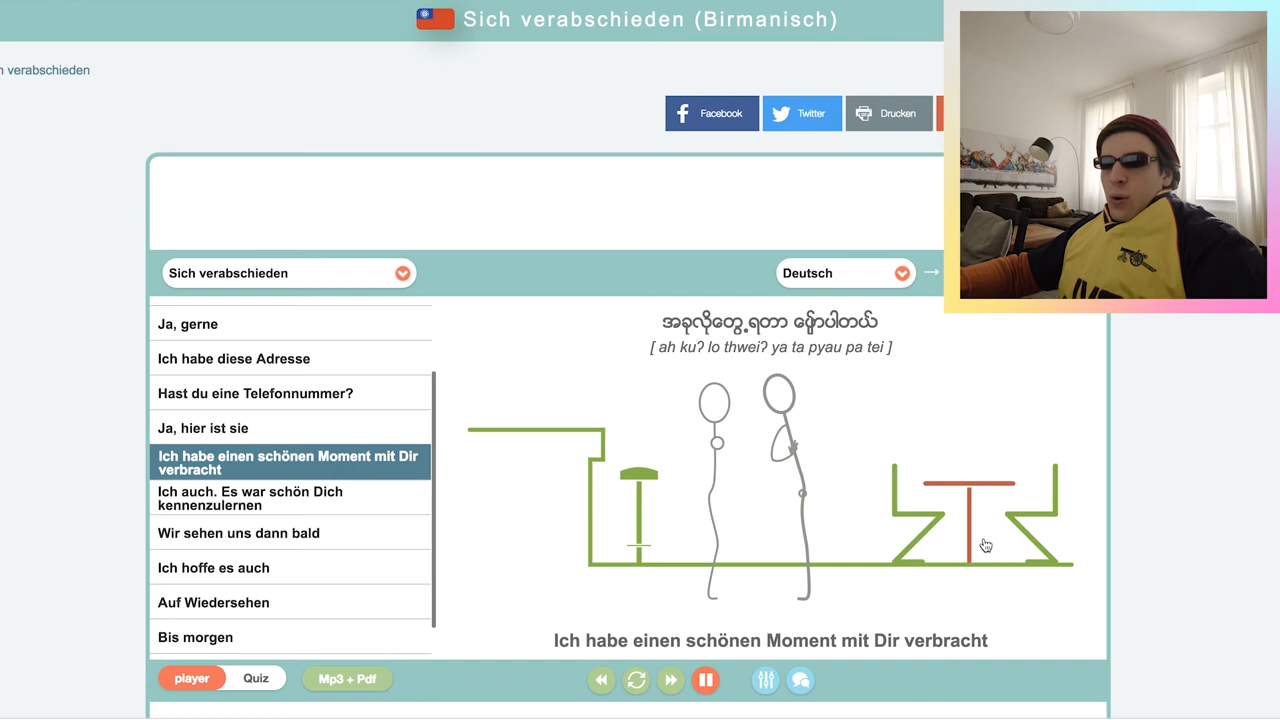 Sich verabschieden (Birmanisch)
h verabschieden
Facebook
Twitter
Drucken
Sich verabschieden
Deutsch
Ja, gerne
Ich habe diese Adresse
Hast du eine Telefonnummer?
Ja, hier ist sie
Ich habe einen schönen Moment mit Dir
verbracht
Ich auch. Es war schön Dich
kennenzulernen
Wir sehen uns dann bald
Ich hoffe es auch
Auf Wiedersehen
Bis morgen
အခုလိုတွေ့ရတာ ပျော်ပါတယ်
[ ah kuʔ lo thweiʔ ya ta pyau pa tei ]
Ich habe einen schönen Moment mit Dir verbracht
player
Quiz
Mp3 + Pdf